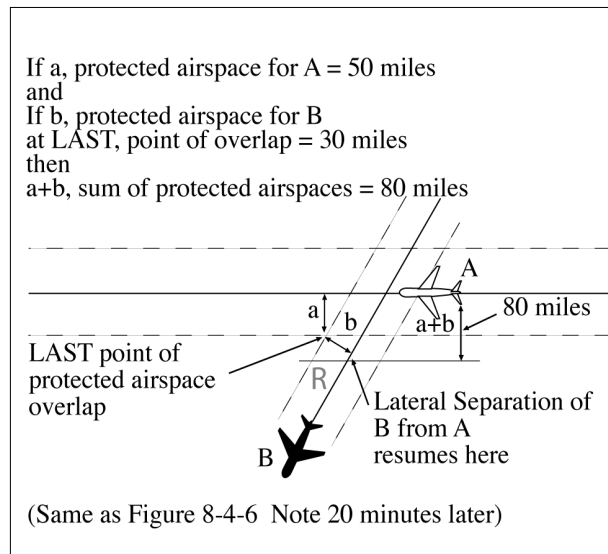 If a, protected airspace for A = 50 miles
and
If b, protected airspace for B
at LAST, point of overlap = 30 miles
then
a+b, sum of protected airspaces = 80 miles
A
a
b
a+b
80 miles
LAST point of
protected airspace
overlap
R
B
Lateral Separation of
B from A
resumes here
(Same as Figure 8-4-6 Note 20 minutes later)